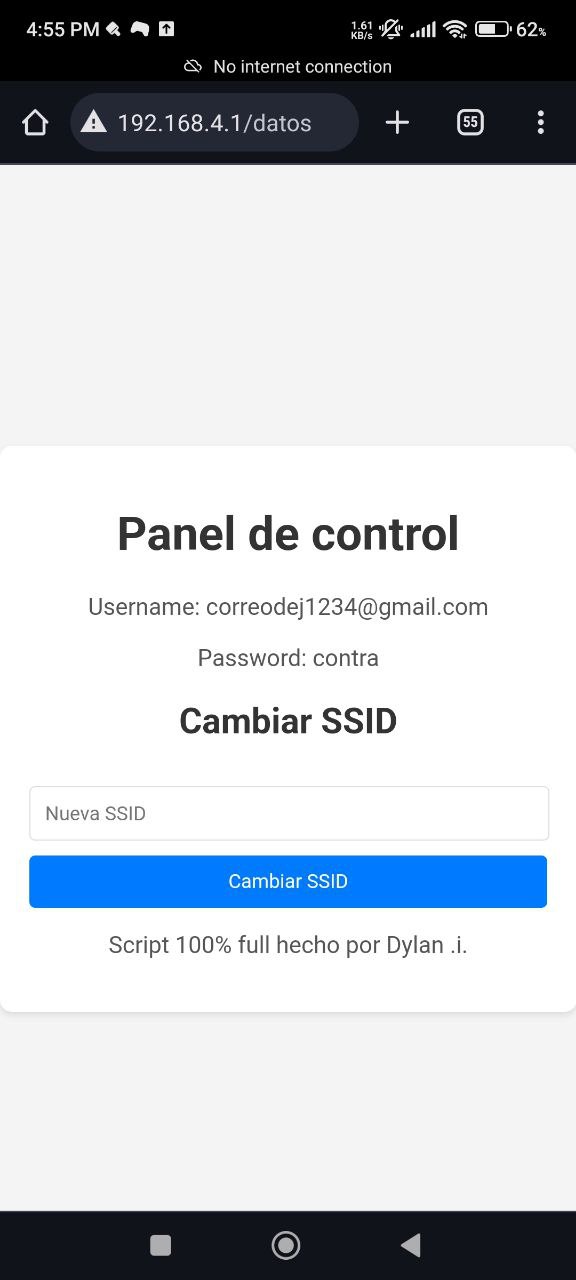 4:55 PM
1.61 KB/s
62%
No internet connection
192.168.4.1/datos
55
Panel de control
Username: correodej1234@gmail.com
Password: contra
Cambiar SSID
Nueva SSID
Cambiar SSID
Script 100% full hecho por Dylan .i.